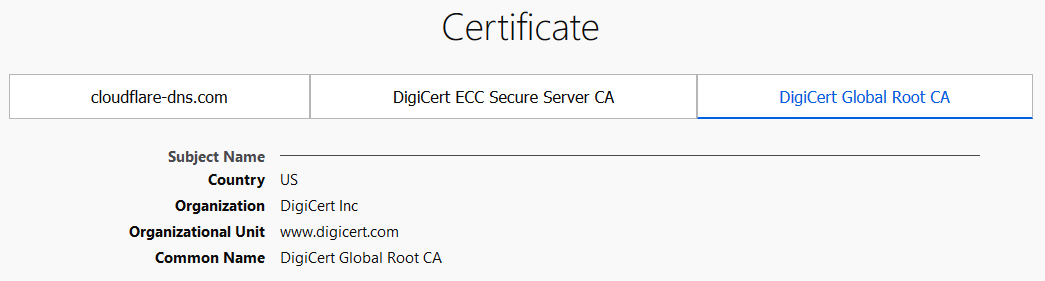 Certificate
cloudflare-dns.com DigiCert ECC Secure Server CA DigiCert Global Root CA
Subject Name
Country US
Organization DigiCert Inc
Organizational Unit www.digicert.com
Common Name DigiCert Global Root CA